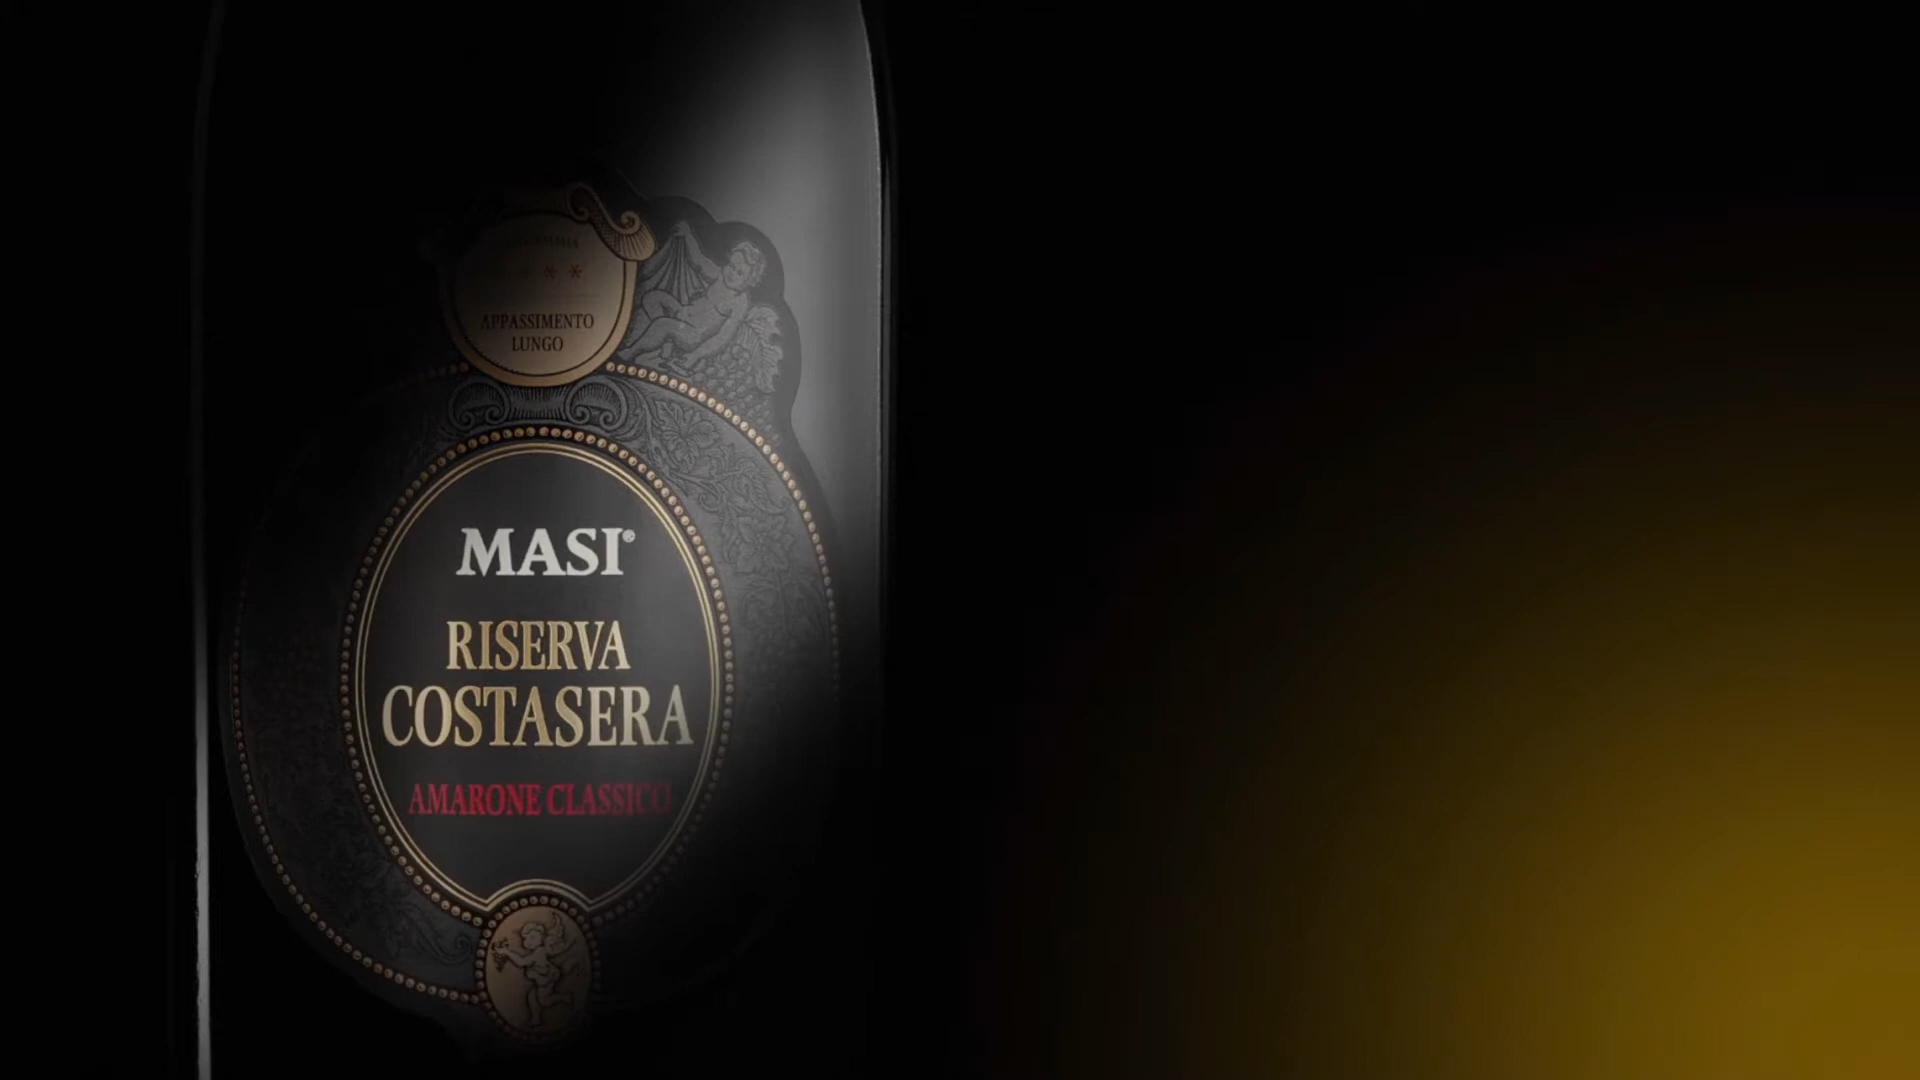 * *
APPASSIMENTO
LUNGO
MASI®
RISERVA
COSTASERA
AMARONE CLASSICO